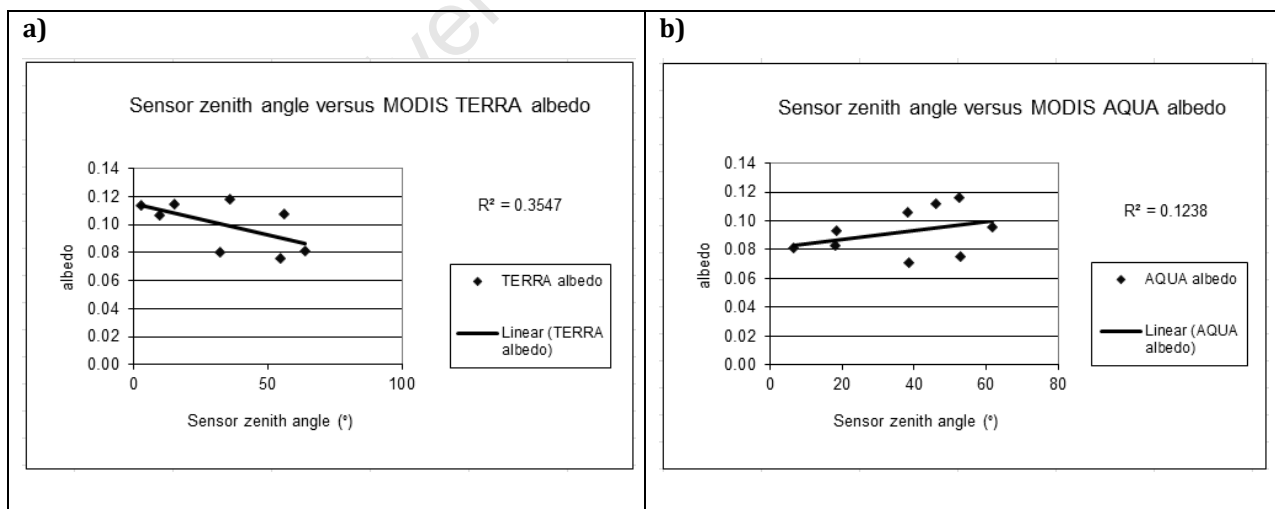 a)
Sensor zenith angle versus MODIS TERRA albedo
0.14
0.12
0.10
0.08
0.06
0.04
0.02
0.00
albedo
0
50
100
Sensor zenith angle (°)
R² = 0.3547
TERRA albedo
Linear (TERRA
albedo)
b)
Sensor zenith angle versus MODIS AQUA albedo
0.14
0.12
0.10
0.08
0.06
0.04
0.02
0.00
albedo
0
20
40
60
80
Sensor zenith angle (°)
R² = 0.1238
AQUA albedo
Linear (AQUA
albedo)